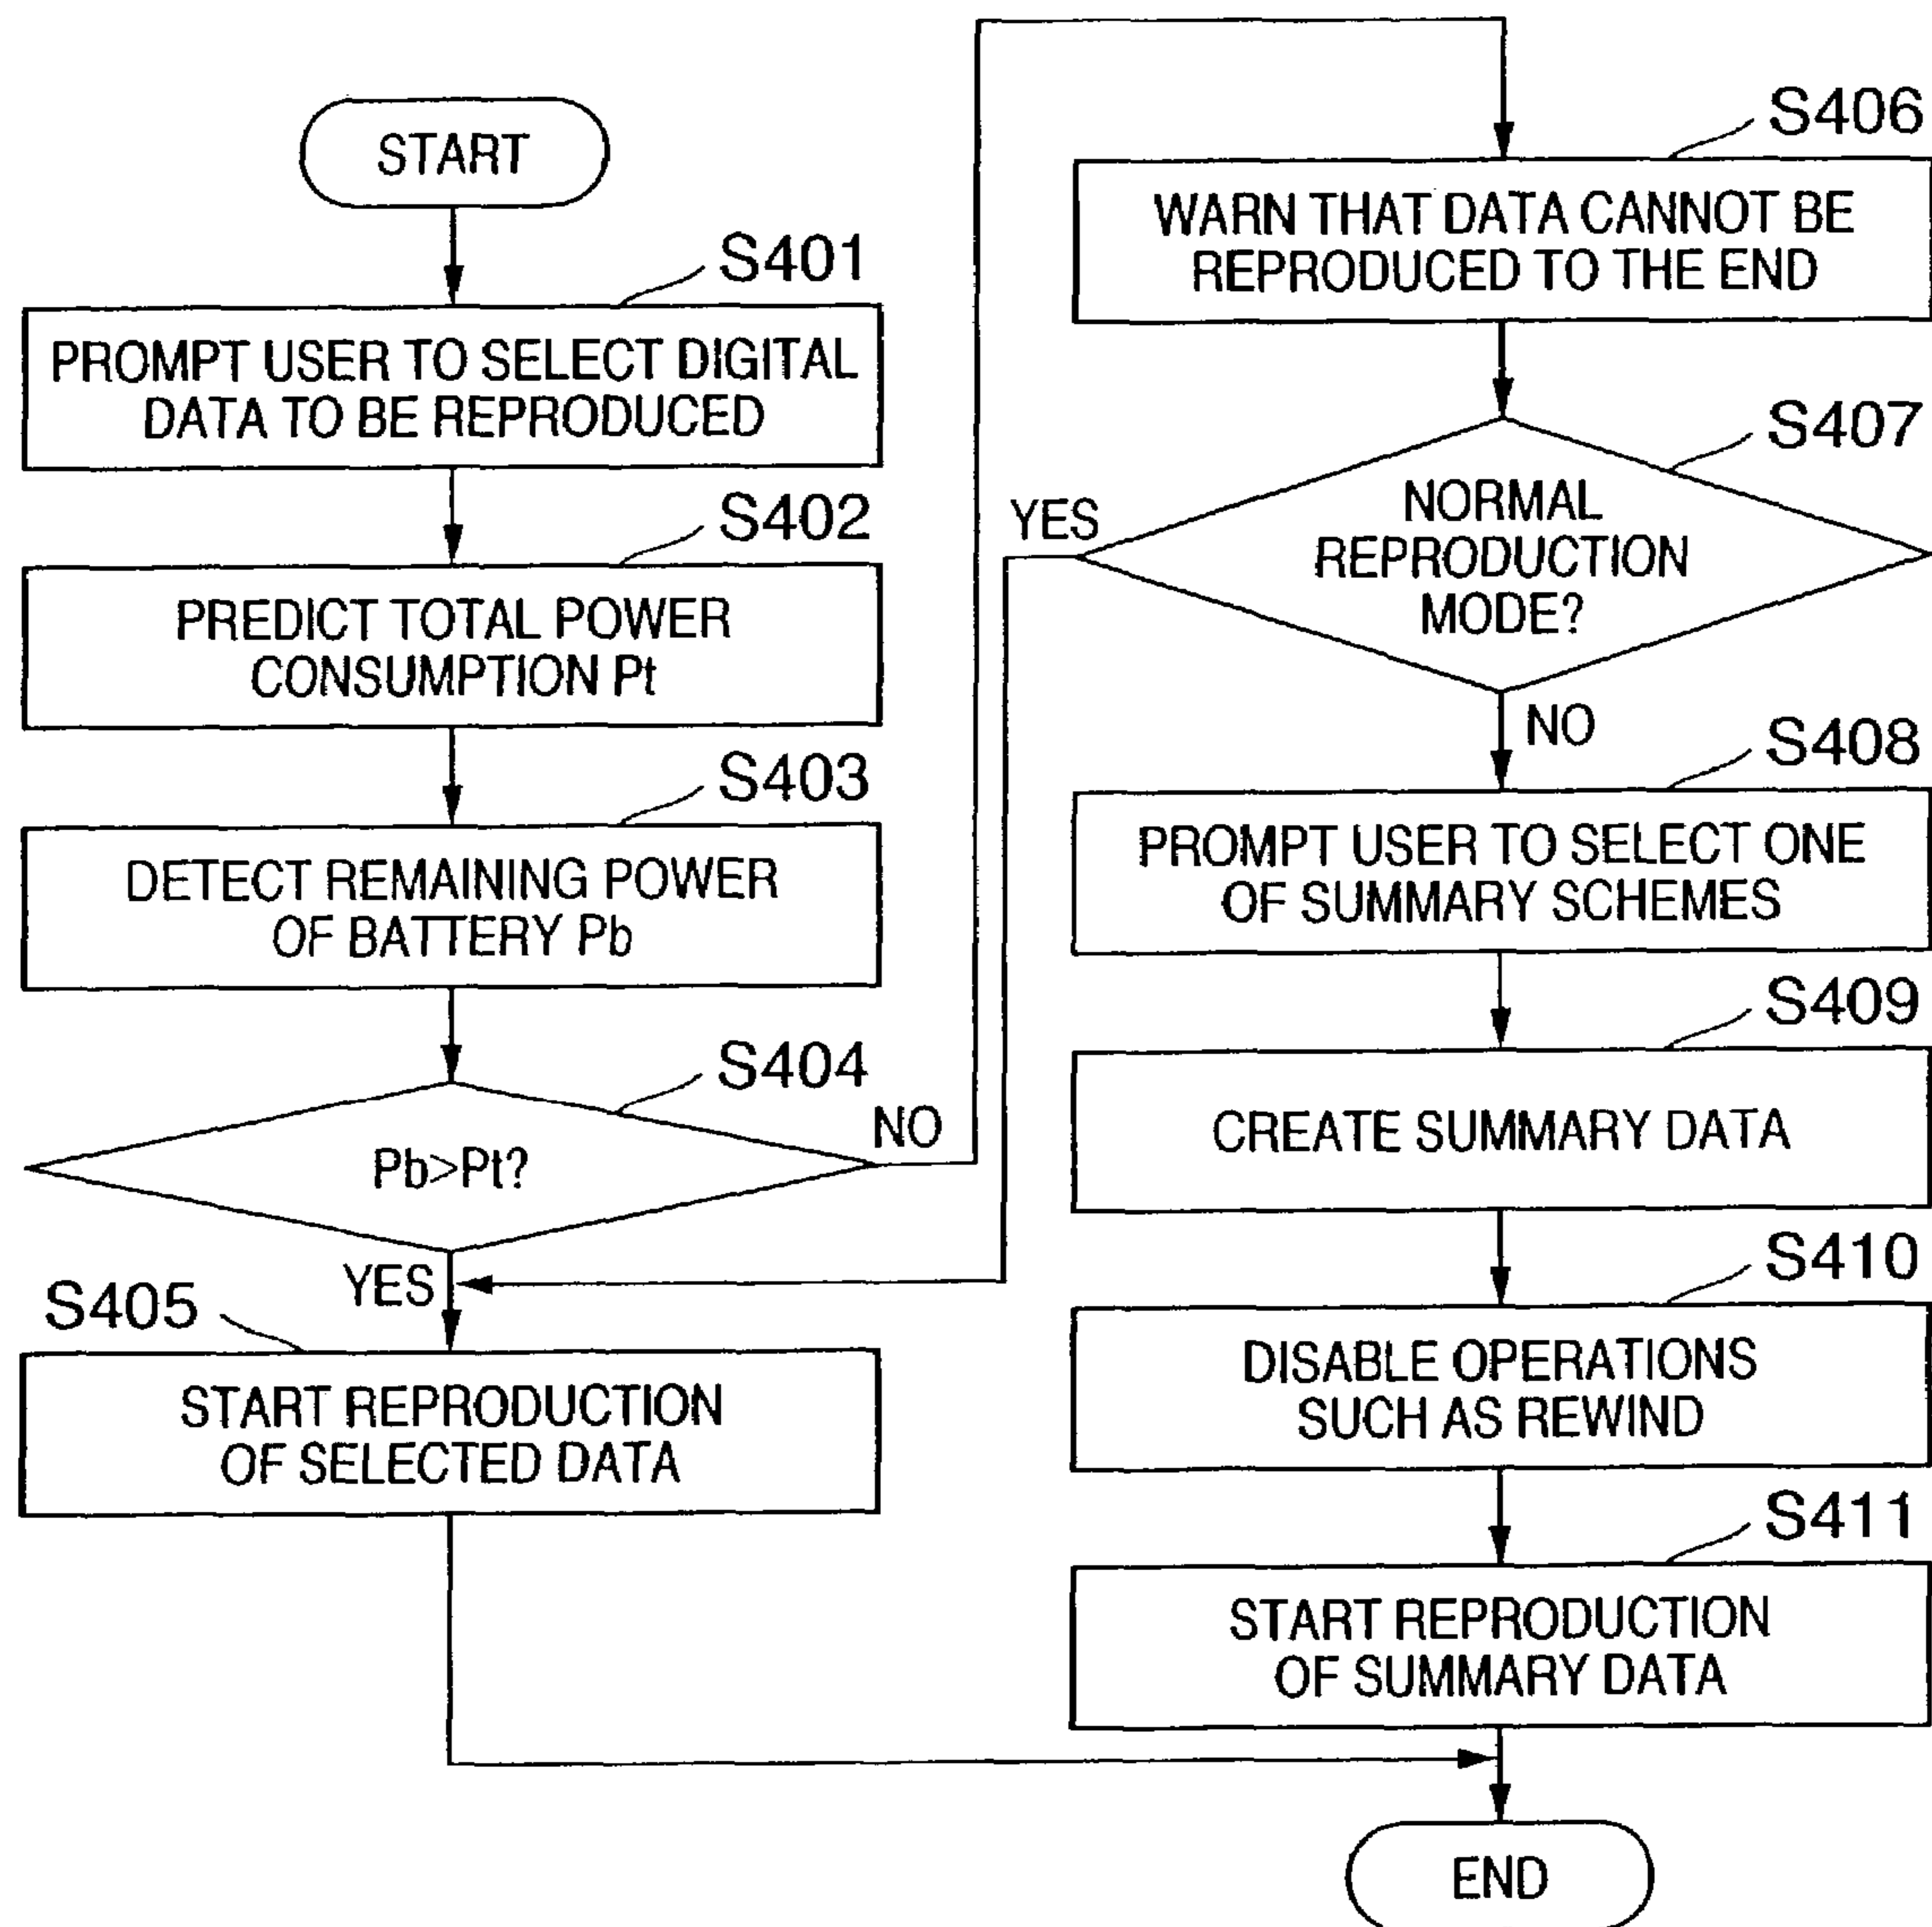 START
S401
PROMPT USER TO SELECT DIGITAL
DATA TO BE REPRODUCED
S402
PREDICT TOTAL POWER
CONSUMPTION Pt
S403
DETECT REMAINING POWER
OF BATTERY Pb
S404
Pb>Pt?
NO
YES
S405
START REPRODUCTION
OF SELECTED DATA
S406
WARN THAT DATA CANNOT BE
REPRODUCED TO THE END
S407
NORMAL
REPRODUCTION
MODE?
YES
NO
S408
PROMPT USER TO SELECT ONE
OF SUMMARY SCHEMES
S409
CREATE SUMMARY DATA
S410
DISABLE OPERATIONS
SUCH AS REWIND
S411
START REPRODUCTION
OF SUMMARY DATA
END